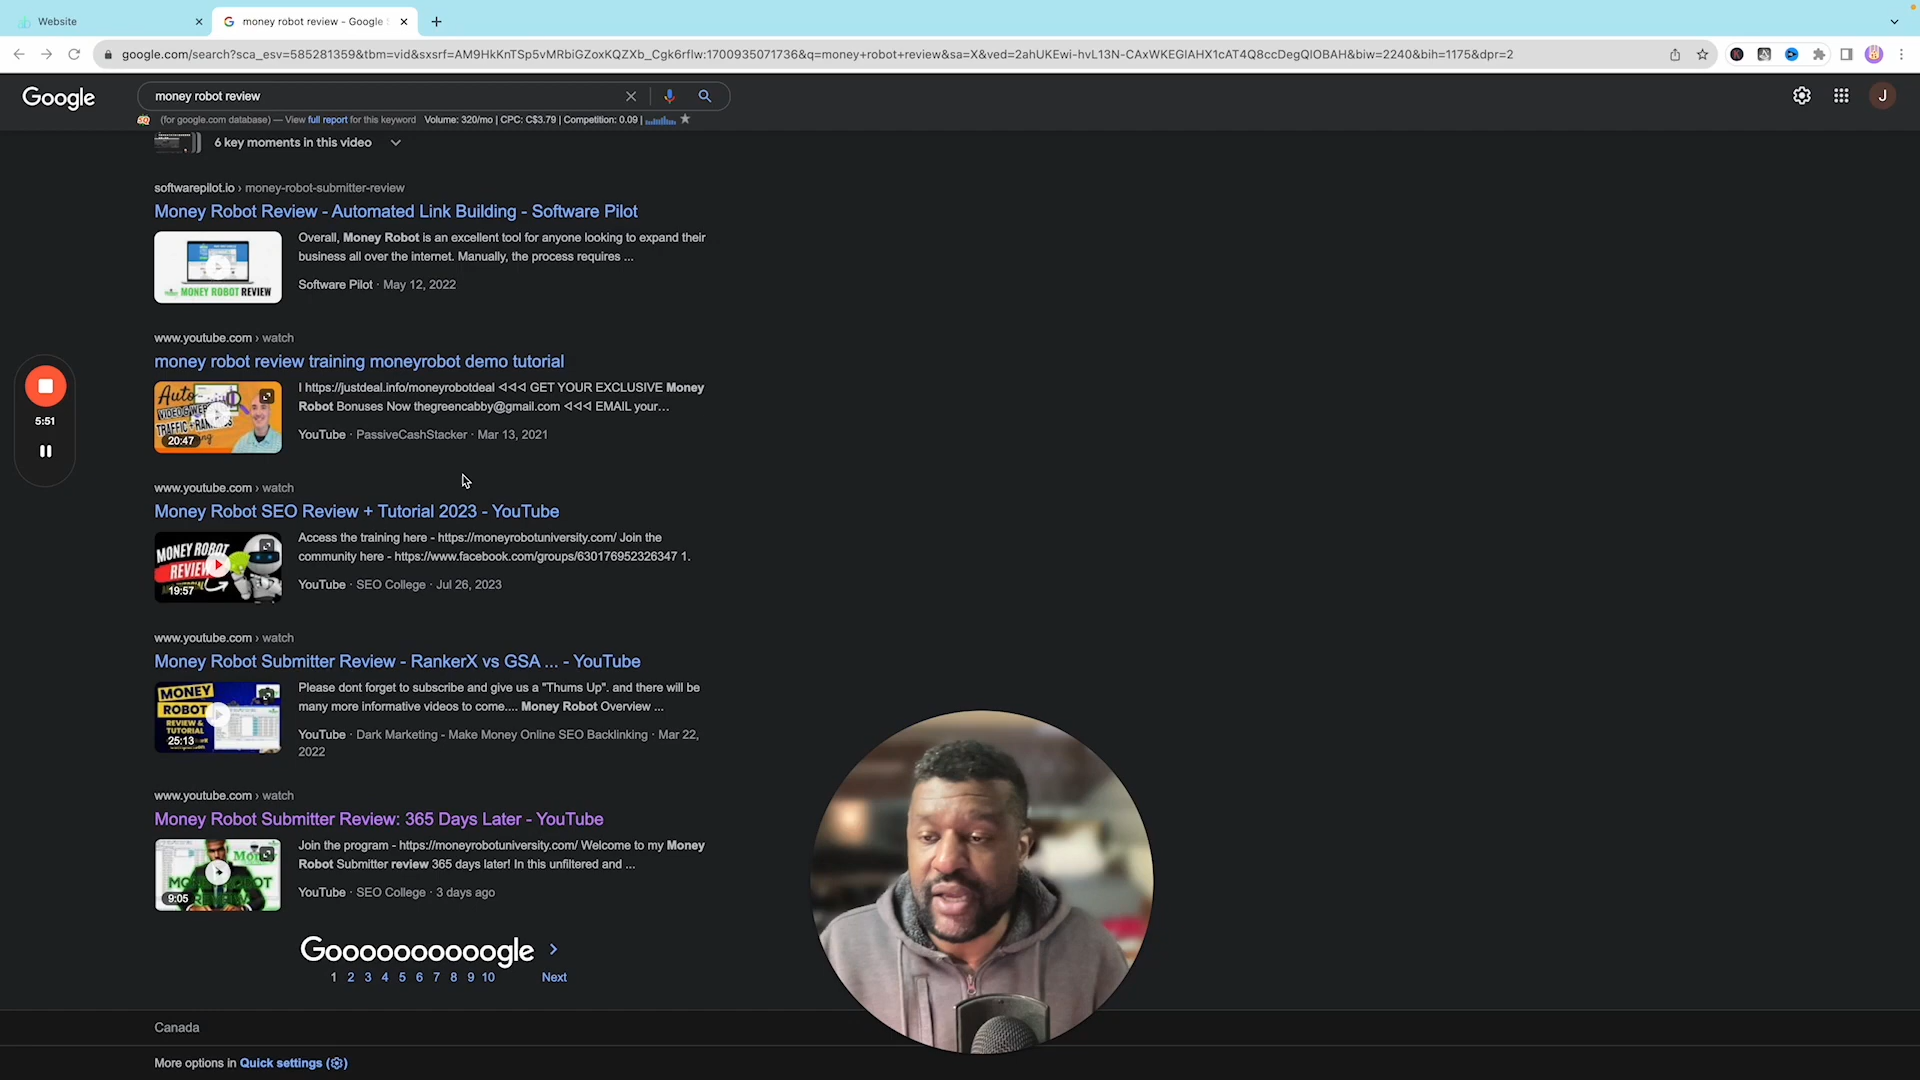 Website
money robot review - Google
google.com/search?sca_esv=585281359&tbm=vid&sxsrf=AM9HkKnTSp5vMRbiGZoxKQZXb_Cgk6rflw:1700935071736&q=money+robot+review&sa=X&ved=2ahUKEwi-hvL13N-CAxWKEGIAHX1cAT4Q8ccDegQIOBAH&biw=2240&bih=1175&dpr=2
Google
money robot review
J
(for google.com database) — View full report for this keyword Volume: 320/mo | CPC: C$3.79 | Competition: 0.09 |
6 key moments in this video
softwarepilot.io › money-robot-submitter-review
Money Robot Review - Automated Link Building - Software Pilot
Overall, Money Robot is an excellent tool for anyone looking to expand their
business all over the internet. Manually, the process requires ...
Software Pilot · May 12, 2022
MONEY ROBOT REVIEW
www.youtube.com › watch
money robot review training moneyrobot demo tutorial
I https://justdeal.info/moneyrobotdeal ᐊᐊᐊ GET YOUR EXCLUSIVE Money
Robot Bonuses Now thegreencabby@gmail.com ᐊᐊᐊ EMAIL your…
YouTube · PassiveCashStacker · Mar 13, 2021
20:47
5:51
www.youtube.com › watch
Money Robot SEO Review + Tutorial 2023 - YouTube
Access the training here - https://moneyrobotuniversity.com/ Join the
community here - https://www.facebook.com/groups/630176952326347 1.
YouTube · SEO College · Jul 26, 2023
MONEY ROBOT
REVIEW
19:57
www.youtube.com › watch
Money Robot Submitter Review - RankerX vs GSA ... - YouTube
Please dont forget to subscribe and give us a "Thums Up". and there will be
many more informative videos to come.... Money Robot Overview ...
YouTube · Dark Marketing - Make Money Online SEO Backlinking · Mar 22,
2022
MONEY
ROBOT
REVIEW &
TUTORIAL
25:13
www.youtube.com › watch
Money Robot Submitter Review: 365 Days Later - YouTube
Join the program - https://moneyrobotuniversity.com/ Welcome to my Money
Robot Submitter review 365 days later! In this unfiltered and ...
YouTube · SEO College · 3 days ago
9:05
Goooooooooogle
1 2 3 4 5 6 7 8 9 10 Next
Canada
More options in Quick settings